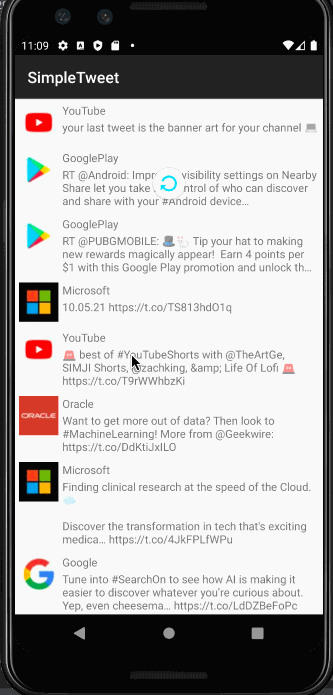 11:09
SimpleTweet
YouTube
your last tweet is the banner art for your channel 💻
GooglePlay
RT @Android: Impr visibility settings on Nearby
Share let you take ntrol of who can discover
and share with your #Android device…
GooglePlay
RT @PUBGMOBILE: 🎩🐇 Tip your hat to making
new rewards magically appear! Earn 4 points per
$1 with this Google Play promotion and unlock th…
Microsoft
10.05.21 https://t.co/TS813hdO1q
YouTube
🚨 best of #YouTubeShorts with @TheArtGe,
SIMJI Shorts, @zachking, &amp; Life Of Lofi 🚨
https://t.co/T9rWWhbzKi
ORACLE
Oracle
Want to get more out of data? Then look to
#MachineLearning! More from @Geekwire:
https://t.co/DdKtiJxILO
Microsoft
Finding clinical research at the speed of the Cloud.
☁️
Discover the transformation in tech that's exciting
medica… https://t.co/4JkFPLfWPu
Google
Tune into #SearchOn to see how AI is making it
easier to discover whatever you're curious about.
Yep, even cheesema… https://t.co/LdDZBeFoPc